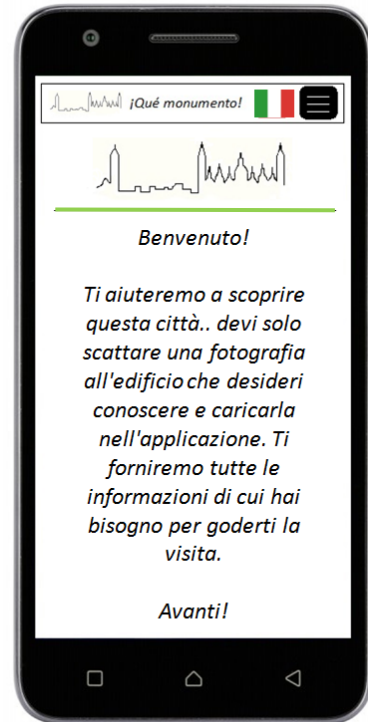 ¡Qué monumento!
Benvenuto!
Ti aiuteremo a scoprire
questa città.. devi solo
scattare una fotografia
all'edificio che desideri
conoscere e caricarla
nell'applicazione. Ti
forniremo tutte le
informazioni di cui hai
bisogno per goderti la
visita.
Avanti!